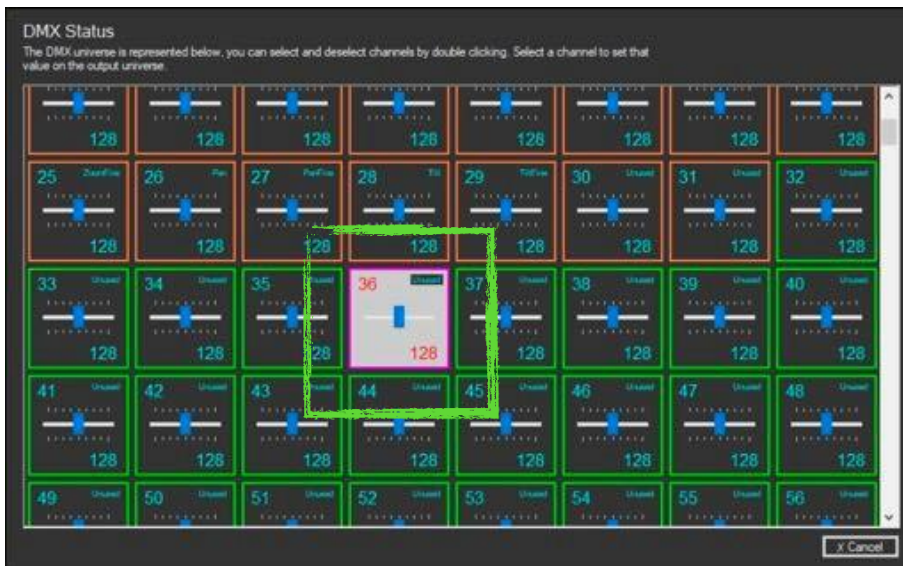 DMX Status
The DMX universe is represented below, you can select and deselect channels by double clicking. Select a channel to set that
value on the output universe.
128 128 128 128 128 128 128 128
25 ZoomFine 26 Pan 27 PanFine 28 Tilt 29 TiltFine 30 Unused 31 Unused 32 Unused
128 128 128 128 128 128 128 128
33 Unused 34 Unused 35 Unused 36 Unused 37 38 Unused 39 Unused 40 Unused
128 128 128 128 128 128 128 128
41 Unused 42 Unused 43 Unused 44 Unused 45 Unused 46 Unused 47 Unused 48 Unused
128 128 128 128 128 128 128 128
49 Unused 50 Unused 51 Unused 52 Unused 53 Unused 54 Unused 55 Unused 56 Unused
X Cancel